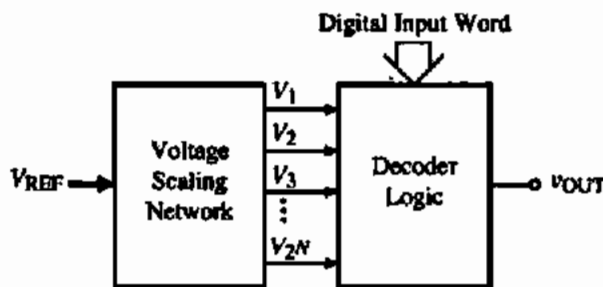 Digital Input Word
V1
V2
V3
V2N
VREF
Voltage
Scaling
Network
Decoder
Logic
vOUT